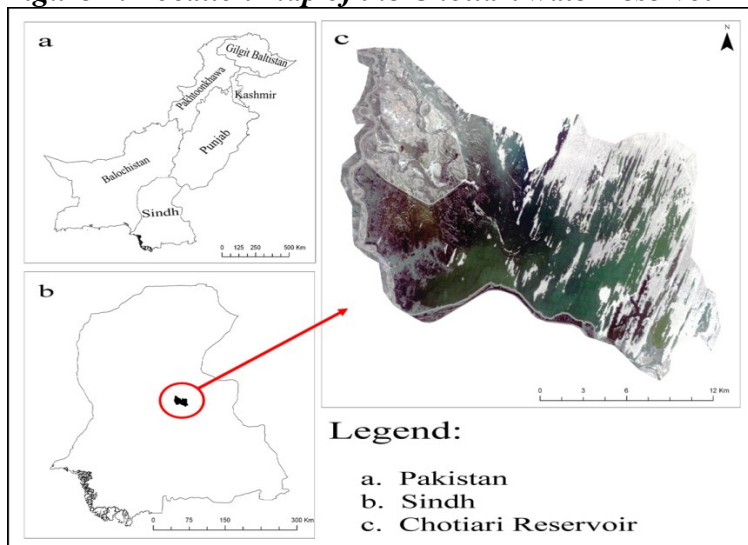 a
Gilgit Baltistan
Pakhtoonkhawa
Kashmir
Punjab
Balochistan
Sindh
0 125 250 500 Km
b
0 75 150 300 Km
c
N
0 3 6 12 Km
Legend:
a. Pakistan
b. Sindh
c. Chotiari Reservoir